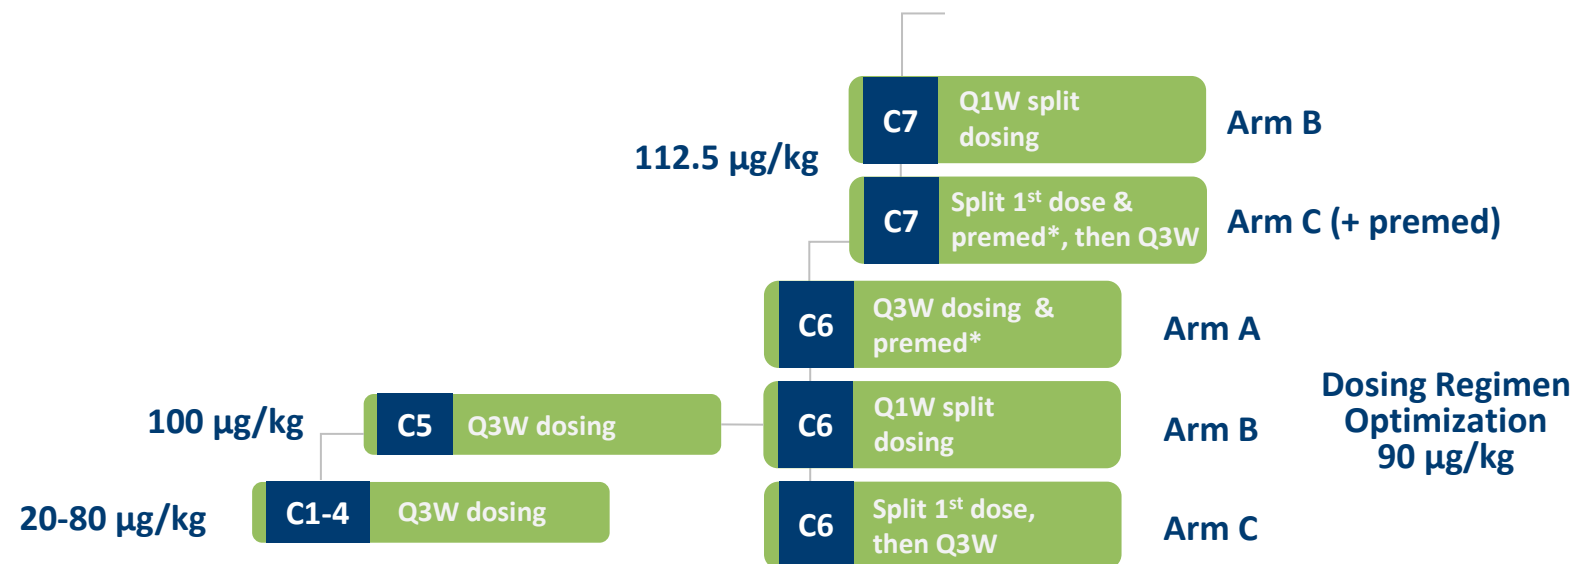 C7
Q1W split
dosing
Arm B
112.5 µg/kg
C7
Split 1st dose &
premed*, then Q3W
Arm C (+ premed)
C6
Q3W dosing &
premed*
Arm A
Dosing Regimen
Optimization
90 µg/kg
100 µg/kg
C5
Q3W dosing
C6
Q1W split
dosing
Arm B
20-80 µg/kg
C1-4
Q3W dosing
C6
Split 1st dose,
then Q3W
Arm C